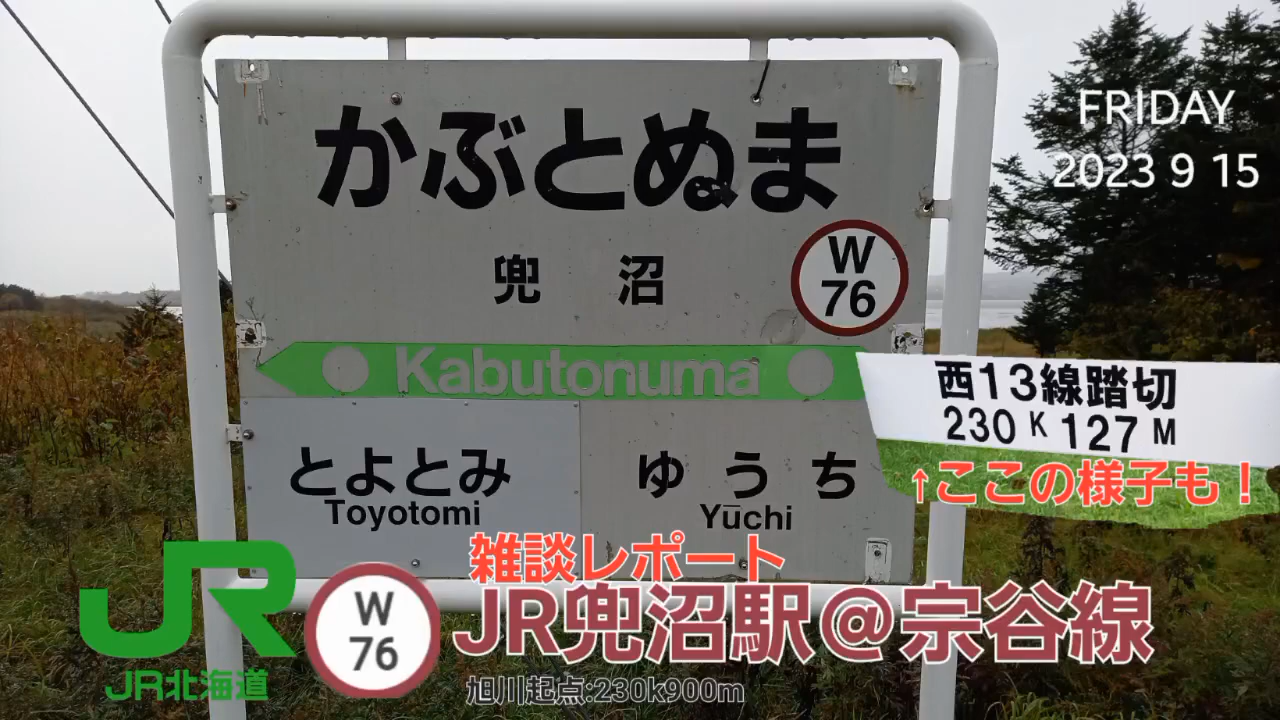 かぶとぬま
兜 沼
W
76
Kabutonuma
とよとみ
Toyotomi
ゆうち
Yūchi
FRIDAY
2023 9 15
西13線踏切
230K127M
↑ここの様子も！
雑談レポート
JR兜沼駅@宗谷線
旭川起点:230k900m
W
76
JR
JR北海道